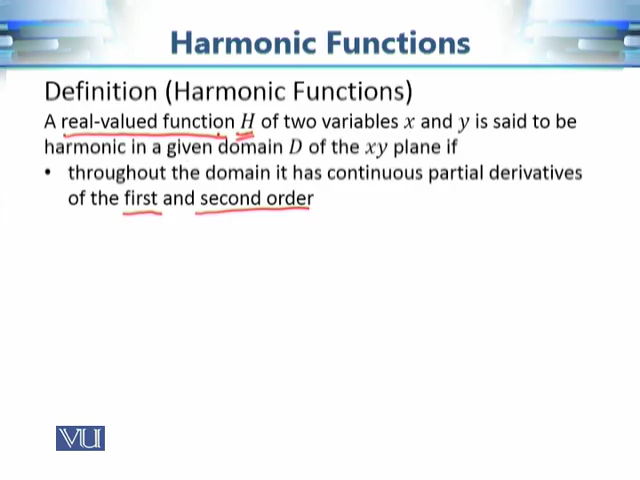 Harmonic Functions
Definition (Harmonic Functions)
A real-valued function H of two variables x and y is said to be
harmonic in a given domain D of the xy plane if
• throughout the domain it has continuous partial derivatives
of the first and second order
VU